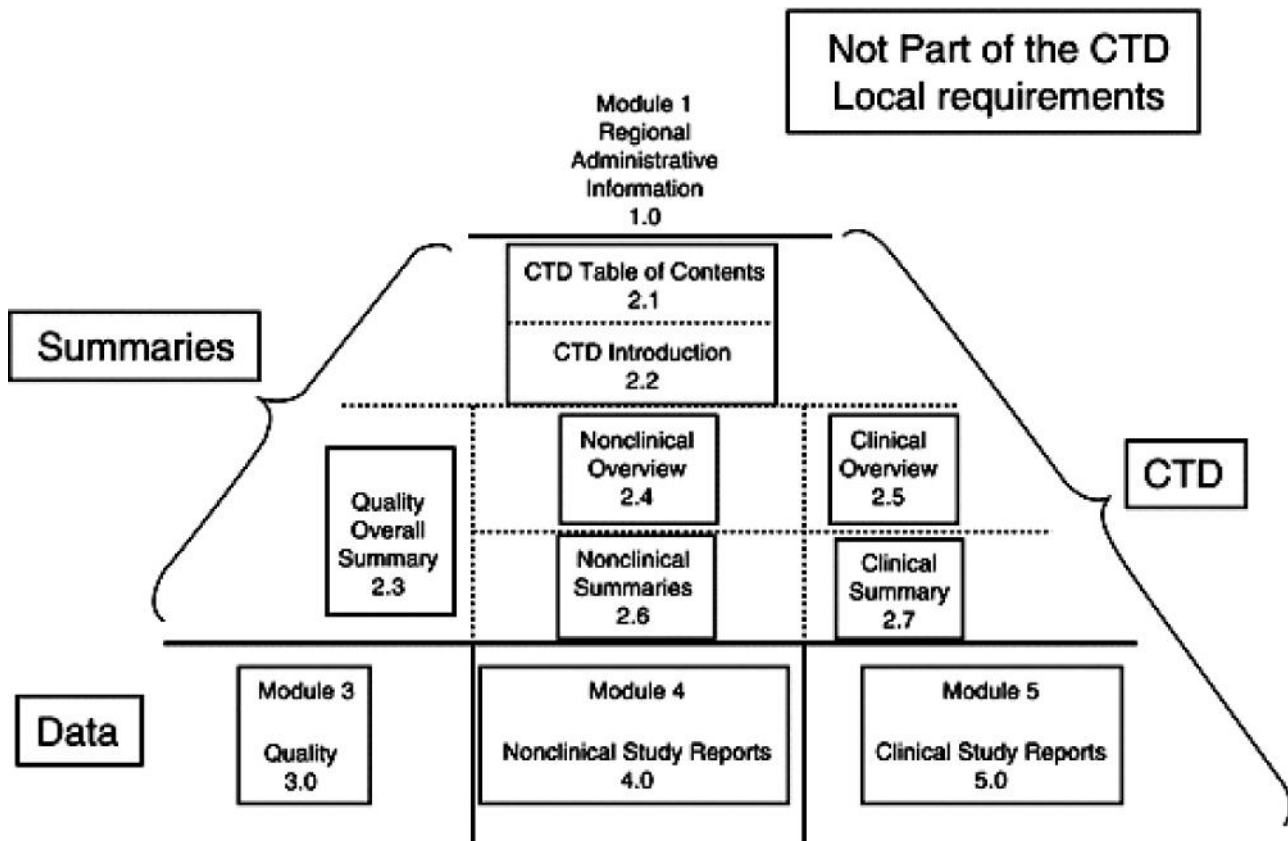 Not Part of the CTD
Local requirements
Module 1
Regional
Administrative
Information
1.0
CTD Table of Contents
2.1
CTD Introduction
2.2
Summaries
Nonclinical
Overview
2.4
Clinical
Overview
2.5
CTD
Quality
Overall
Summary
2.3
Nonclinical
Summaries
2.6
Clinical
Summary
2.7
Data
Module 3
Quality
3.0
Module 4
Nonclinical Study Reports
4.0
Module 5
Clinical Study Reports
5.0